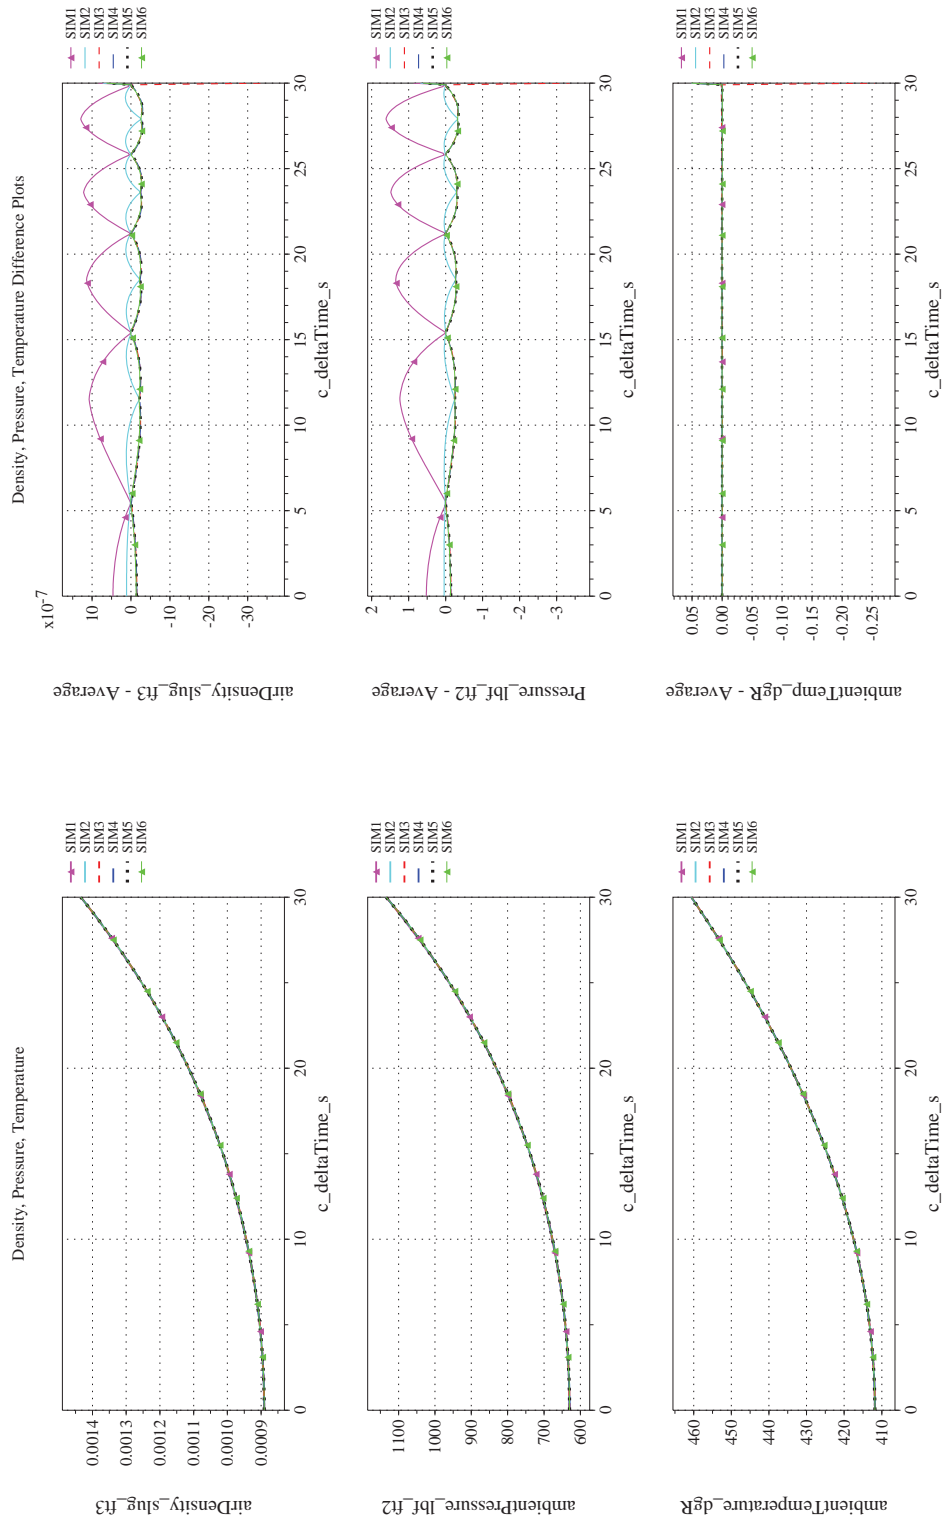 Density, Pressure, Temperature
airDensity_slug_ft3
0.0014
0.0013
0.0012
0.0011
0.0010
0.0009
0
10
20
30
c_deltaTime_s
SIM1
SIM2
SIM3
SIM4
SIM5
SIM6
ambientPressure_lbf_ft2
1100
1000
900
800
700
600
0
10
20
30
c_deltaTime_s
SIM1
SIM2
SIM3
SIM4
SIM5
SIM6
ambientTemperature_dgR
460
450
440
430
420
410
0
10
20
30
c_deltaTime_s
SIM1
SIM2
SIM3
SIM4
SIM5
SIM6
Density, Pressure, Temperature Difference Plots
airDensity_slug_ft3 - Average
x10-7
10
0
-10
-20
-30
0
5
10
15
20
25
30
c_deltaTime_s
SIM1
SIM2
SIM3
SIM4
SIM5
SIM6
Pressure_lbf_ft2 - Average
2
1
0
-1
-2
-3
0
5
10
15
20
25
30
c_deltaTime_s
SIM1
SIM2
SIM3
SIM4
SIM5
SIM6
ambientTemp_dgR - Average
0.05
0.00
-0.05
-0.10
-0.15
-0.20
-0.25
0
5
10
15
20
25
30
c_deltaTime_s
SIM1
SIM2
SIM3
SIM4
SIM5
SIM6